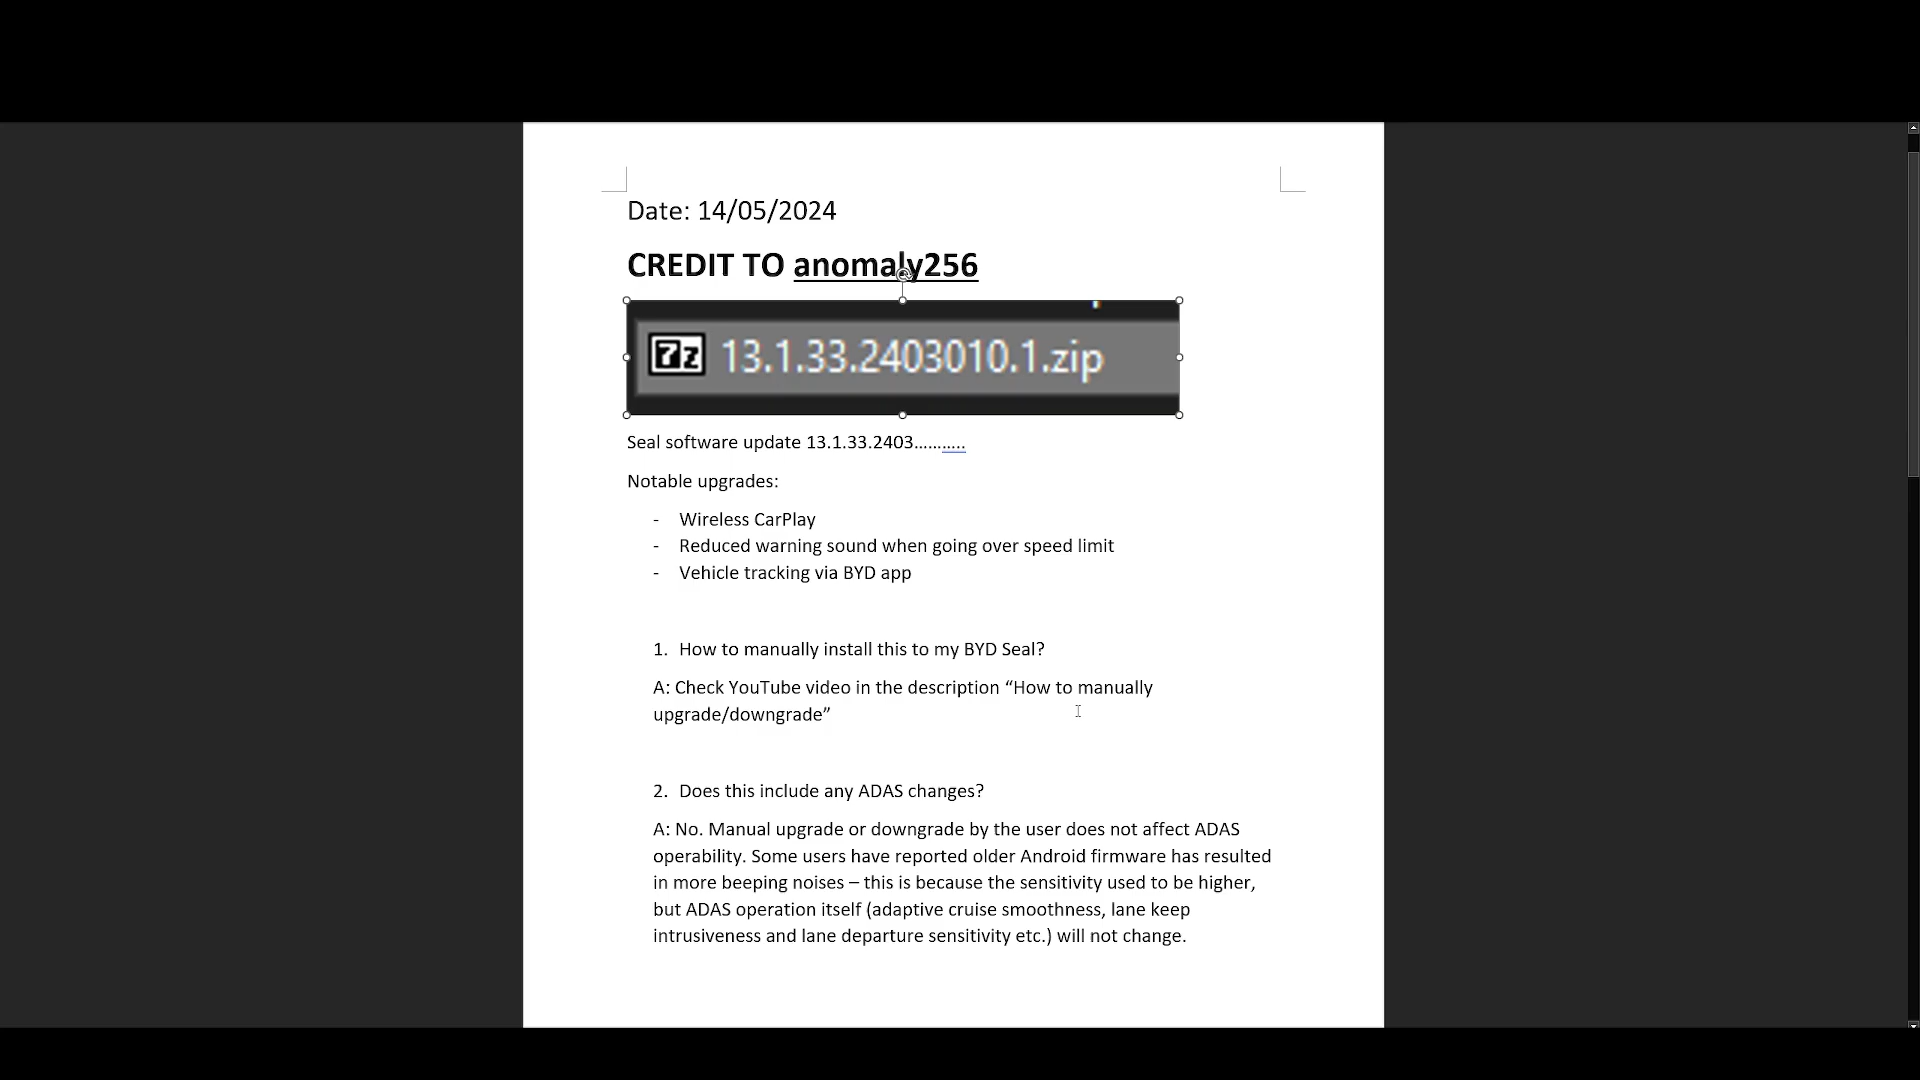 Date: 14/05/2024
CREDIT TO anomaly256
7z 13.1.33.2403010.1.zip
Seal software update 13.1.33.2403...........
Notable upgrades:
- Wireless CarPlay
- Reduced warning sound when going over speed limit
- Vehicle tracking via BYD app
1. How to manually install this to my BYD Seal?
A: Check YouTube video in the description “How to manually
upgrade/downgrade”
2. Does this include any ADAS changes?
A: No. Manual upgrade or downgrade by the user does not affect ADAS
operability. Some users have reported older Android firmware has resulted
in more beeping noises – this is because the sensitivity used to be higher,
but ADAS operation itself (adaptive cruise smoothness, lane keep
intrusiveness and lane departure sensitivity etc.) will not change.